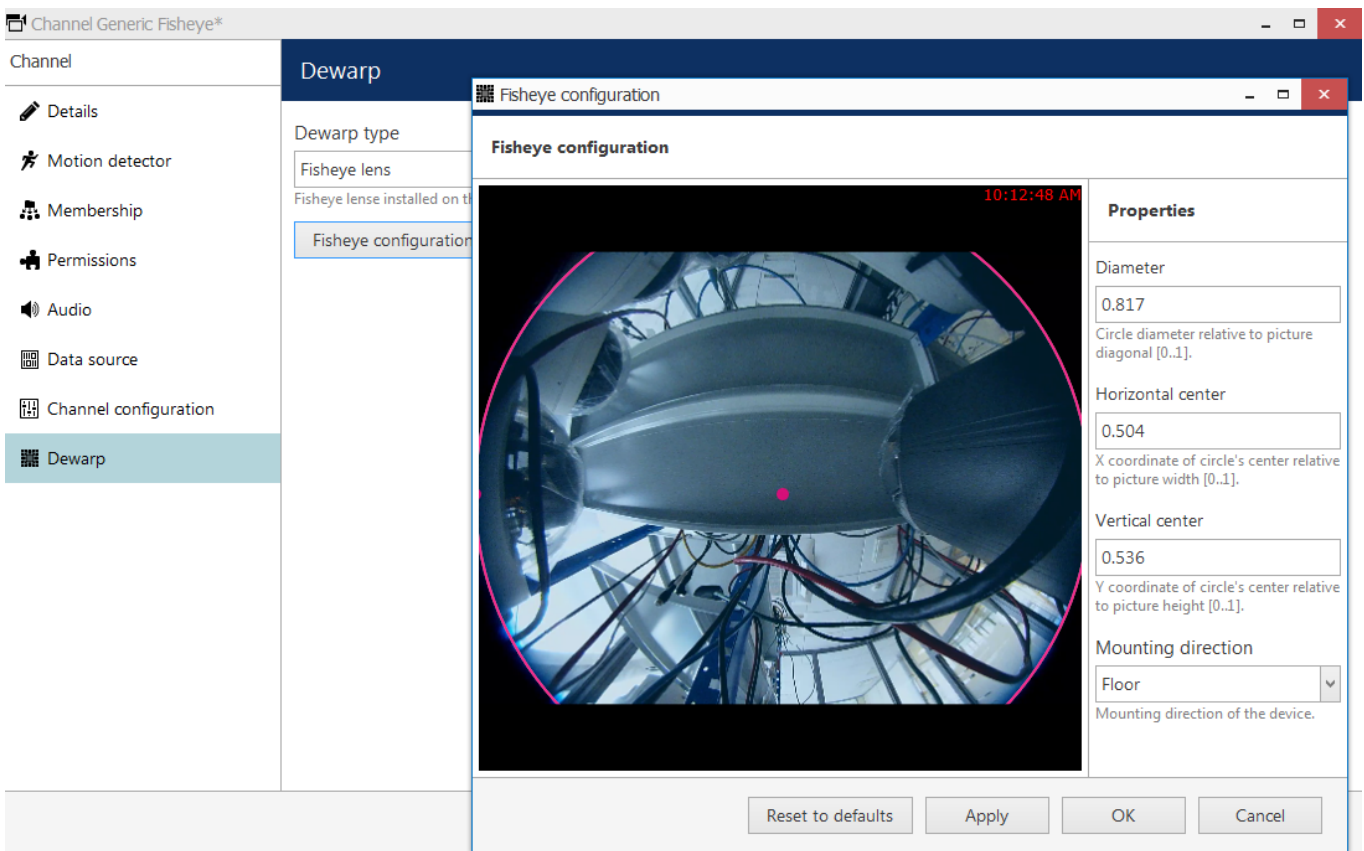 Channel Generic Fisheye*
Channel
Details
Motion detector
Membership
Permissions
Audio
Data source
Channel configuration
Dewarp
Dewarp
Dewarp type
Fisheye lens
Fisheye lense installed on th
Fisheye configuration
Fisheye configuration
Fisheye configuration
10:12:48 AM
Properties
Diameter
0.817
Circle diameter relative to picture
diagonal [0..1].
Horizontal center
0.504
X coordinate of circle's center relative
to picture width [0..1].
Vertical center
0.536
Y coordinate of circle's center relative
to picture height [0..1].
Mounting direction
Floor
Mounting direction of the device.
Reset to defaults
Apply
OK
Cancel